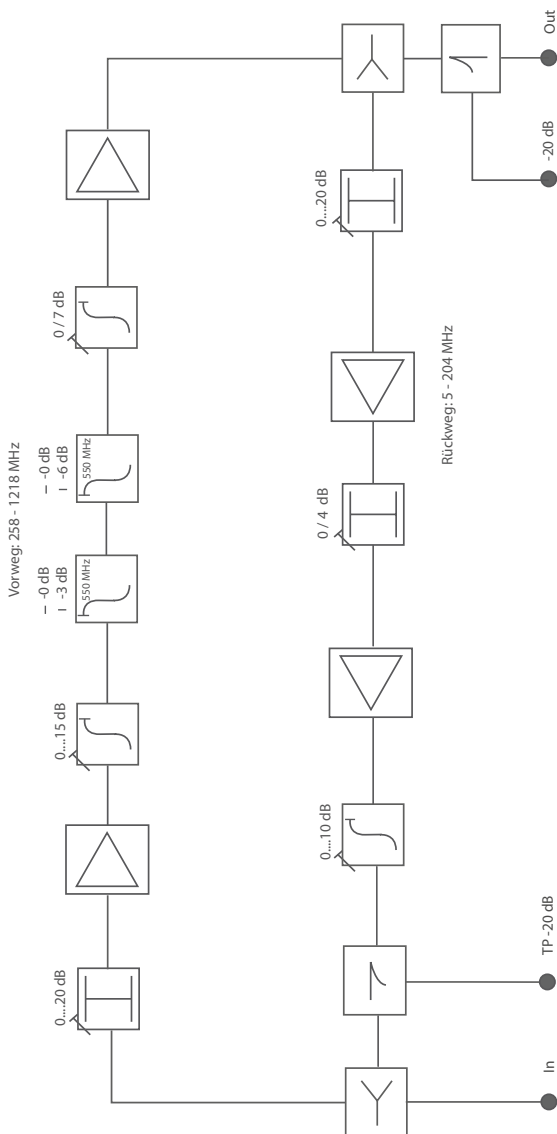 Vorweg: 258 - 1218 MHz
0....20 dB
0....15 dB
-0 dB
-3 dB
550 MHz
-0 dB
-6 dB
550 MHz
0 / 7 dB
In
TP -20 dB
0....10 dB
0 / 4 dB
0....20 dB
Rückweg: 5 - 204 MHz
-20 dB
Out